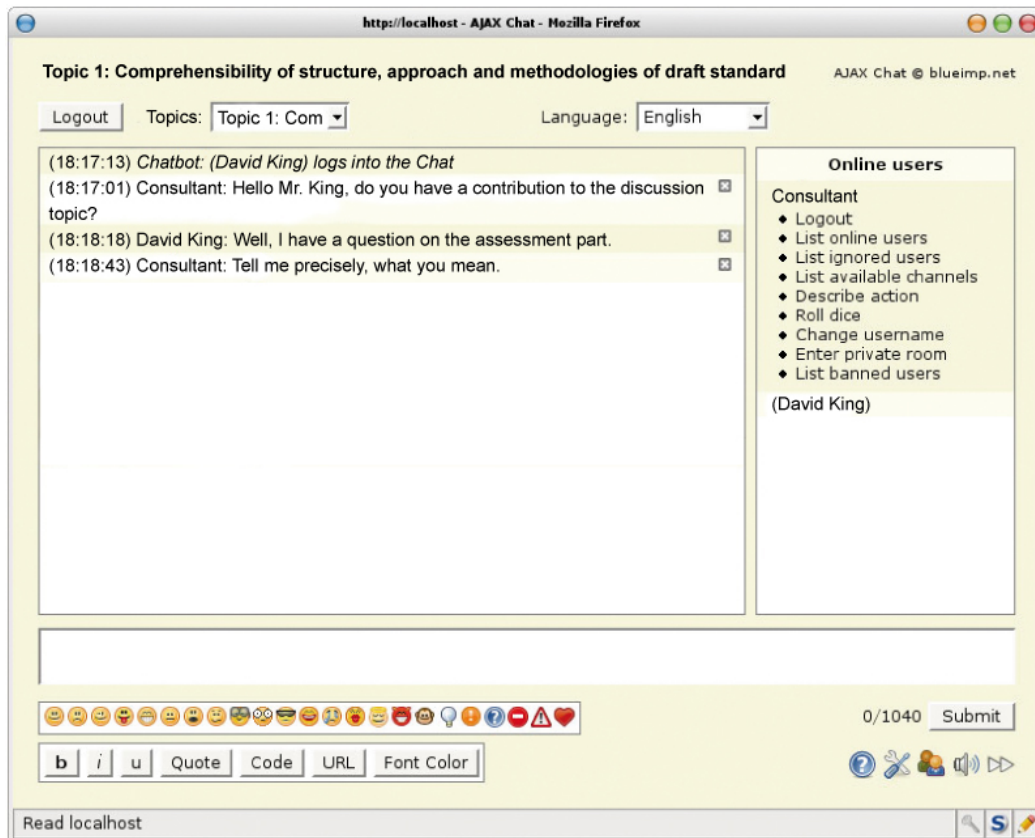 http://localhost - AJAX Chat - Mozilla Firefox
Topic 1: Comprehensibility of structure, approach and methodologies of draft standard
AJAX Chat © blueimp.net
Logout
Topics:
Topic 1: Com
Language:
English
(18:17:13) Chatbot: (David King) logs into the Chat
(18:17:01) Consultant: Hello Mr. King, do you have a contribution to the discussion
topic?
(18:18:18) David King: Well, I have a question on the assessment part.
(18:18:43) Consultant: Tell me precisely, what you mean.
Online users
Consultant
Logout
List online users
List ignored users
List available channels
Describe action
Roll dice
Change username
Enter private room
List banned users
(David King)
0/1040
Submit
b
i
u
Quote
Code
URL
Font Color
Read localhost
S